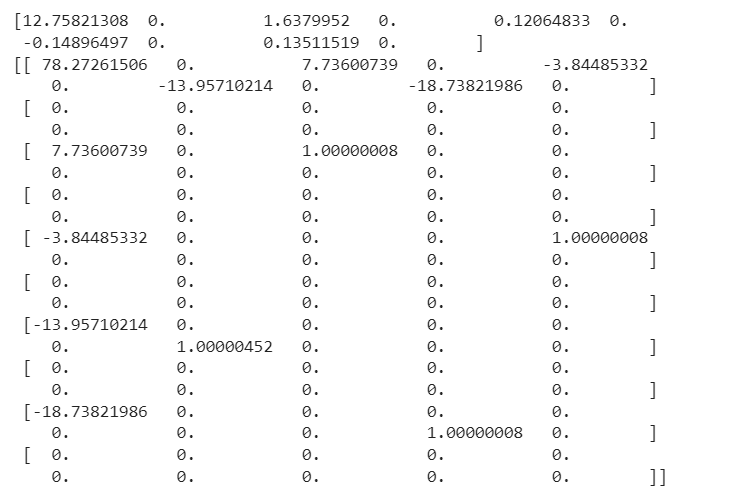 [12.75821308  0.          1.6379952   0.          0.12064833  0.
 -0.14896497  0.          0.13511519  0.        ]
[[ 78.27261506   0.           7.73600739   0.          -3.84485332
    0.         -13.95710214   0.         -18.73821986   0.        ]
 [  0.           0.           0.           0.           0.
    0.           0.           0.           0.           0.        ]
 [  7.73600739   0.           1.00000008   0.           0.
    0.           0.           0.           0.           0.        ]
 [  0.           0.           0.           0.           0.
    0.           0.           0.           0.           0.        ]
 [ -3.84485332   0.           0.           0.           1.00000008
    0.           0.           0.           0.           0.        ]
 [  0.           0.           0.           0.           0.
    0.           0.           0.           0.           0.        ]
 [-13.95710214   0.           0.           0.           0.
    0.           1.00000452   0.           0.           0.        ]
 [  0.           0.           0.           0.           0.
    0.           0.           0.           0.           0.        ]
 [-18.73821986   0.           0.           0.           0.
    0.           0.           0.           1.00000008   0.        ]
 [  0.           0.           0.           0.           0.
    0.           0.           0.           0.           0.        ]]